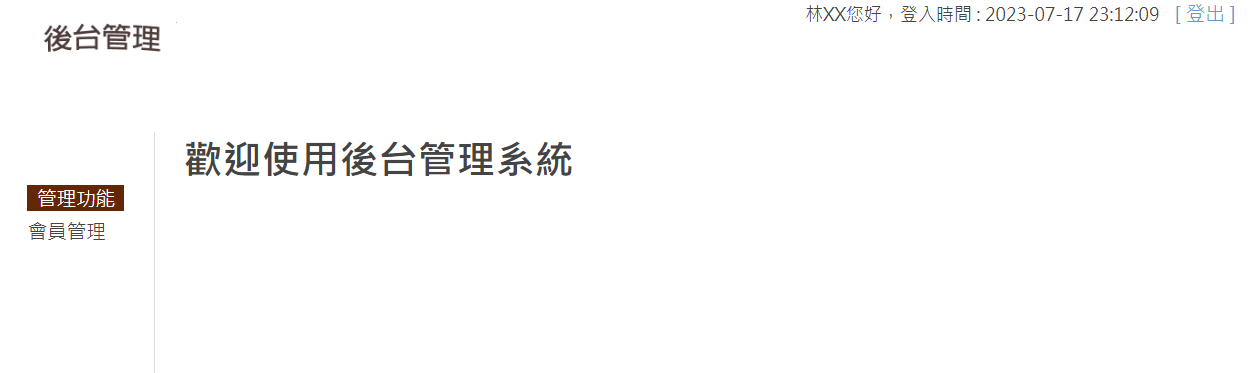 林XX您好，登入時間 : 2023-07-17 23:12:09 [ 登出 ]
後台管理
歡迎使用後台管理系統
管理功能
會員管理